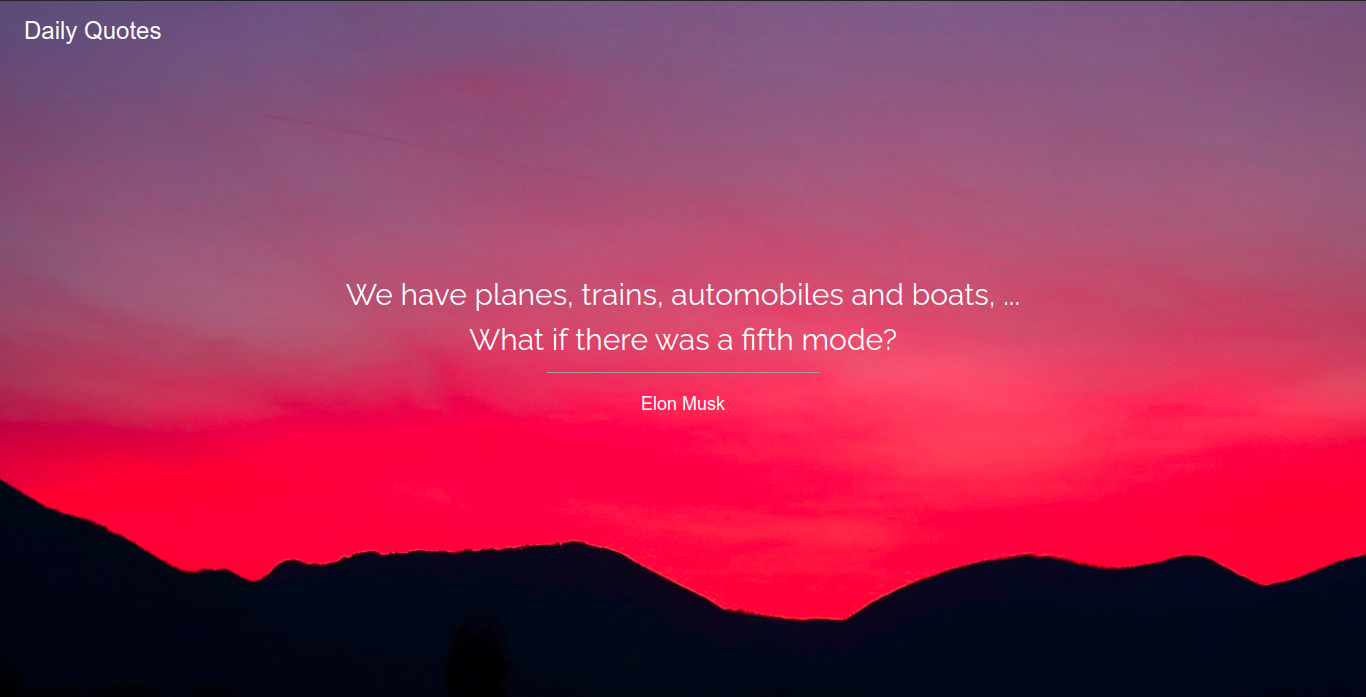 Daily Quotes
We have planes, trains, automobiles and boats, ...
What if there was a fifth mode?
Elon Musk